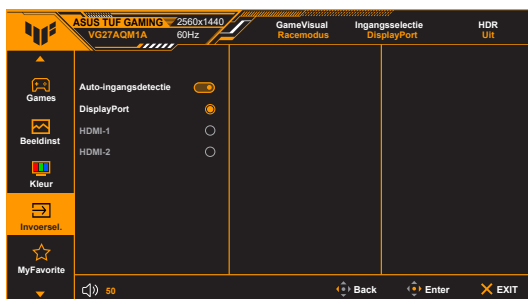 ASUS TUF GAMING 2560x1440
VG27AQM1A 60Hz
GameVisual
Racemodus
Ingangsselectie
DisplayPort
HDR
Uit
Games
Beeldinst
Kleur
Invoersel.
MyFavorite
Auto-ingangsdetectie
DisplayPort
HDMI-1
HDMI-2
50
Back
Enter
EXIT